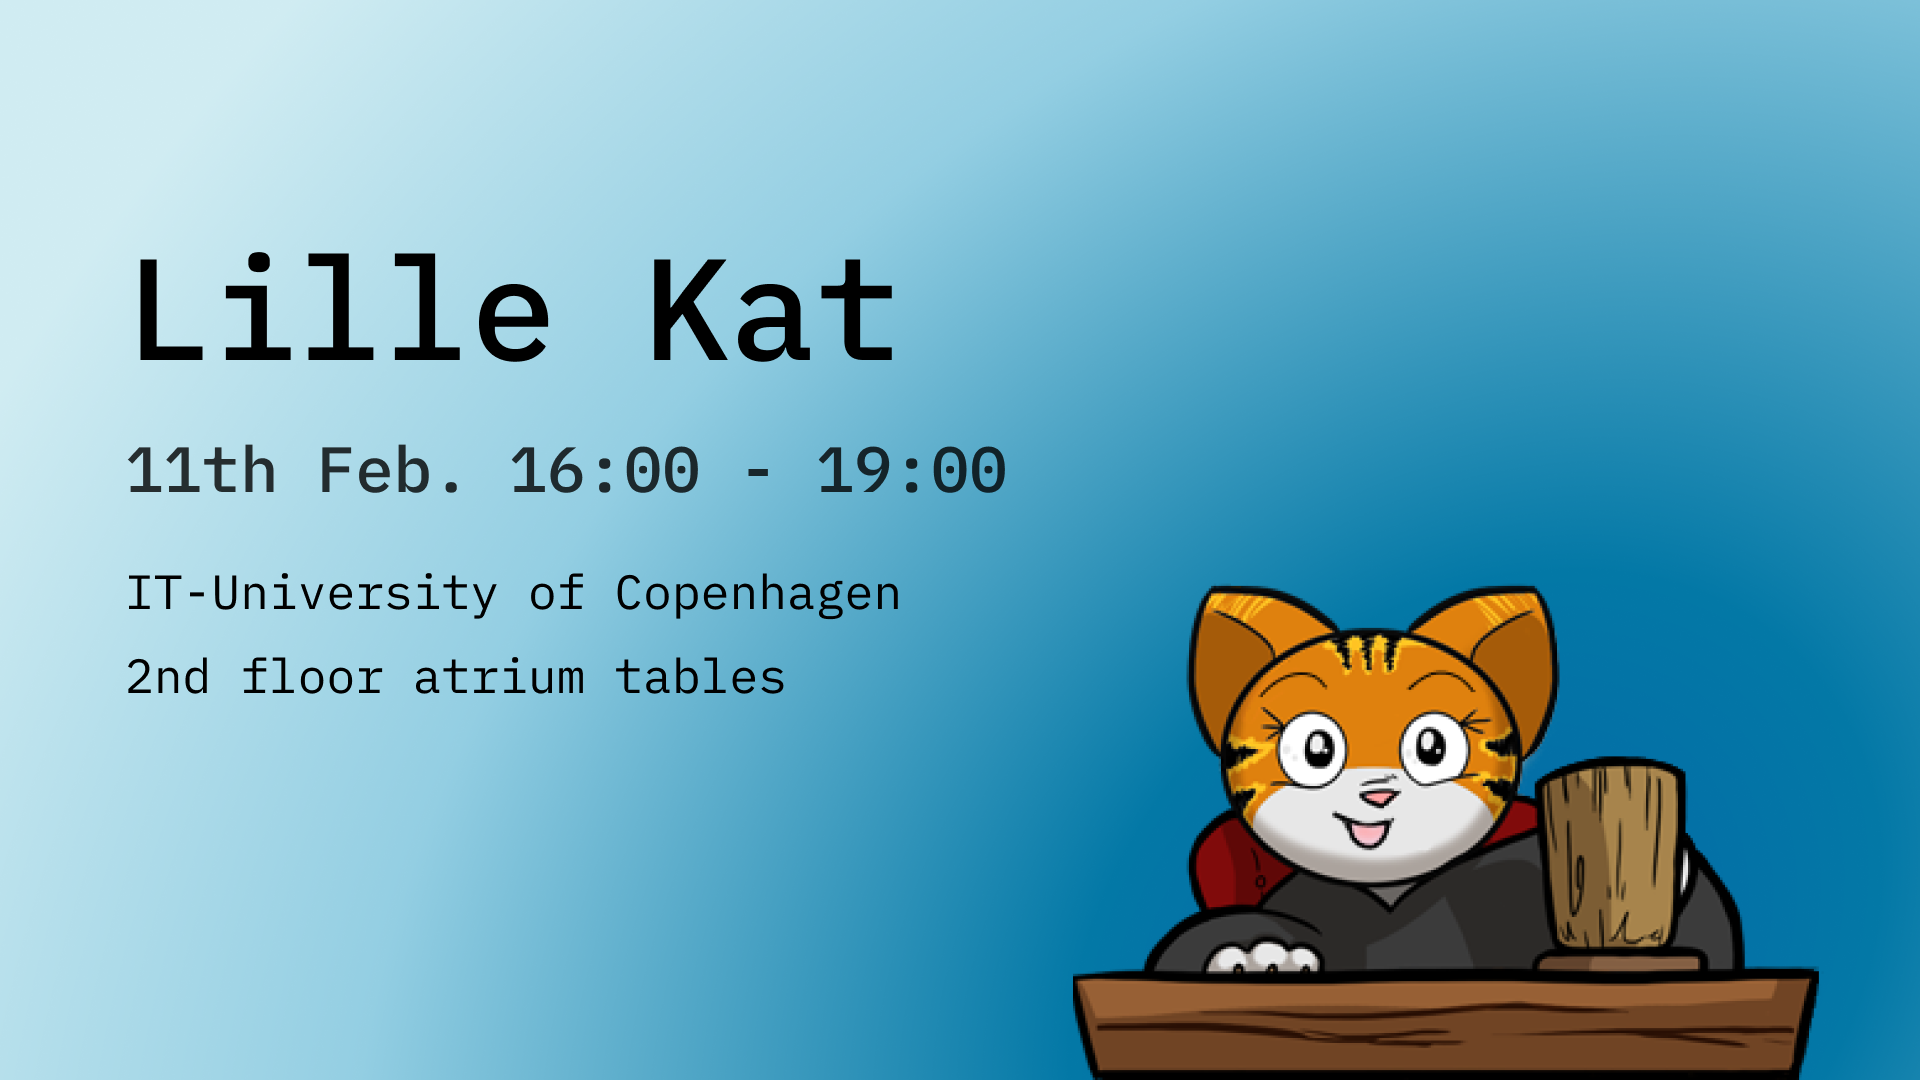 Lille Kat
11th Feb. 16:00 - 19:00
IT-University of Copenhagen
2nd floor atrium tables